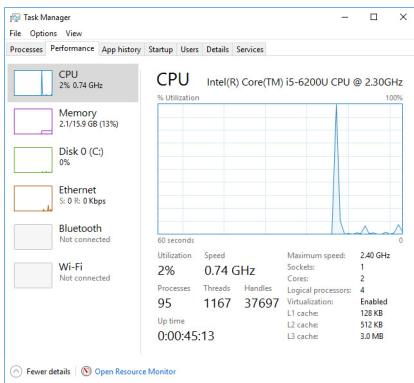 Task Manager
File Options View
Processes Performance App history Startup Users Details Services
CPU
2% 0.74 GHz
Memory
2.1/15.9 GB (13%)
Disk 0 (C:)
0%
Ethernet
S: 0 R: 0 Kbps
Bluetooth
Not connected
Wi-Fi
Not connected
CPU Intel(R) Core(TM) i5-6200U CPU @ 2.30GHz
% Utilization 100%
60 seconds 0
Utilization Speed
2% 0.74 GHz
Processes Threads Handles
95 1167 37697
Up time
0:00:45:13
Maximum speed: 2.40 GHz
Sockets: 1
Cores: 2
Logical processors: 4
Virtualization: Enabled
L1 cache: 128 KB
L2 cache: 512 KB
L3 cache: 3.0 MB
Fewer details Open Resource Monitor